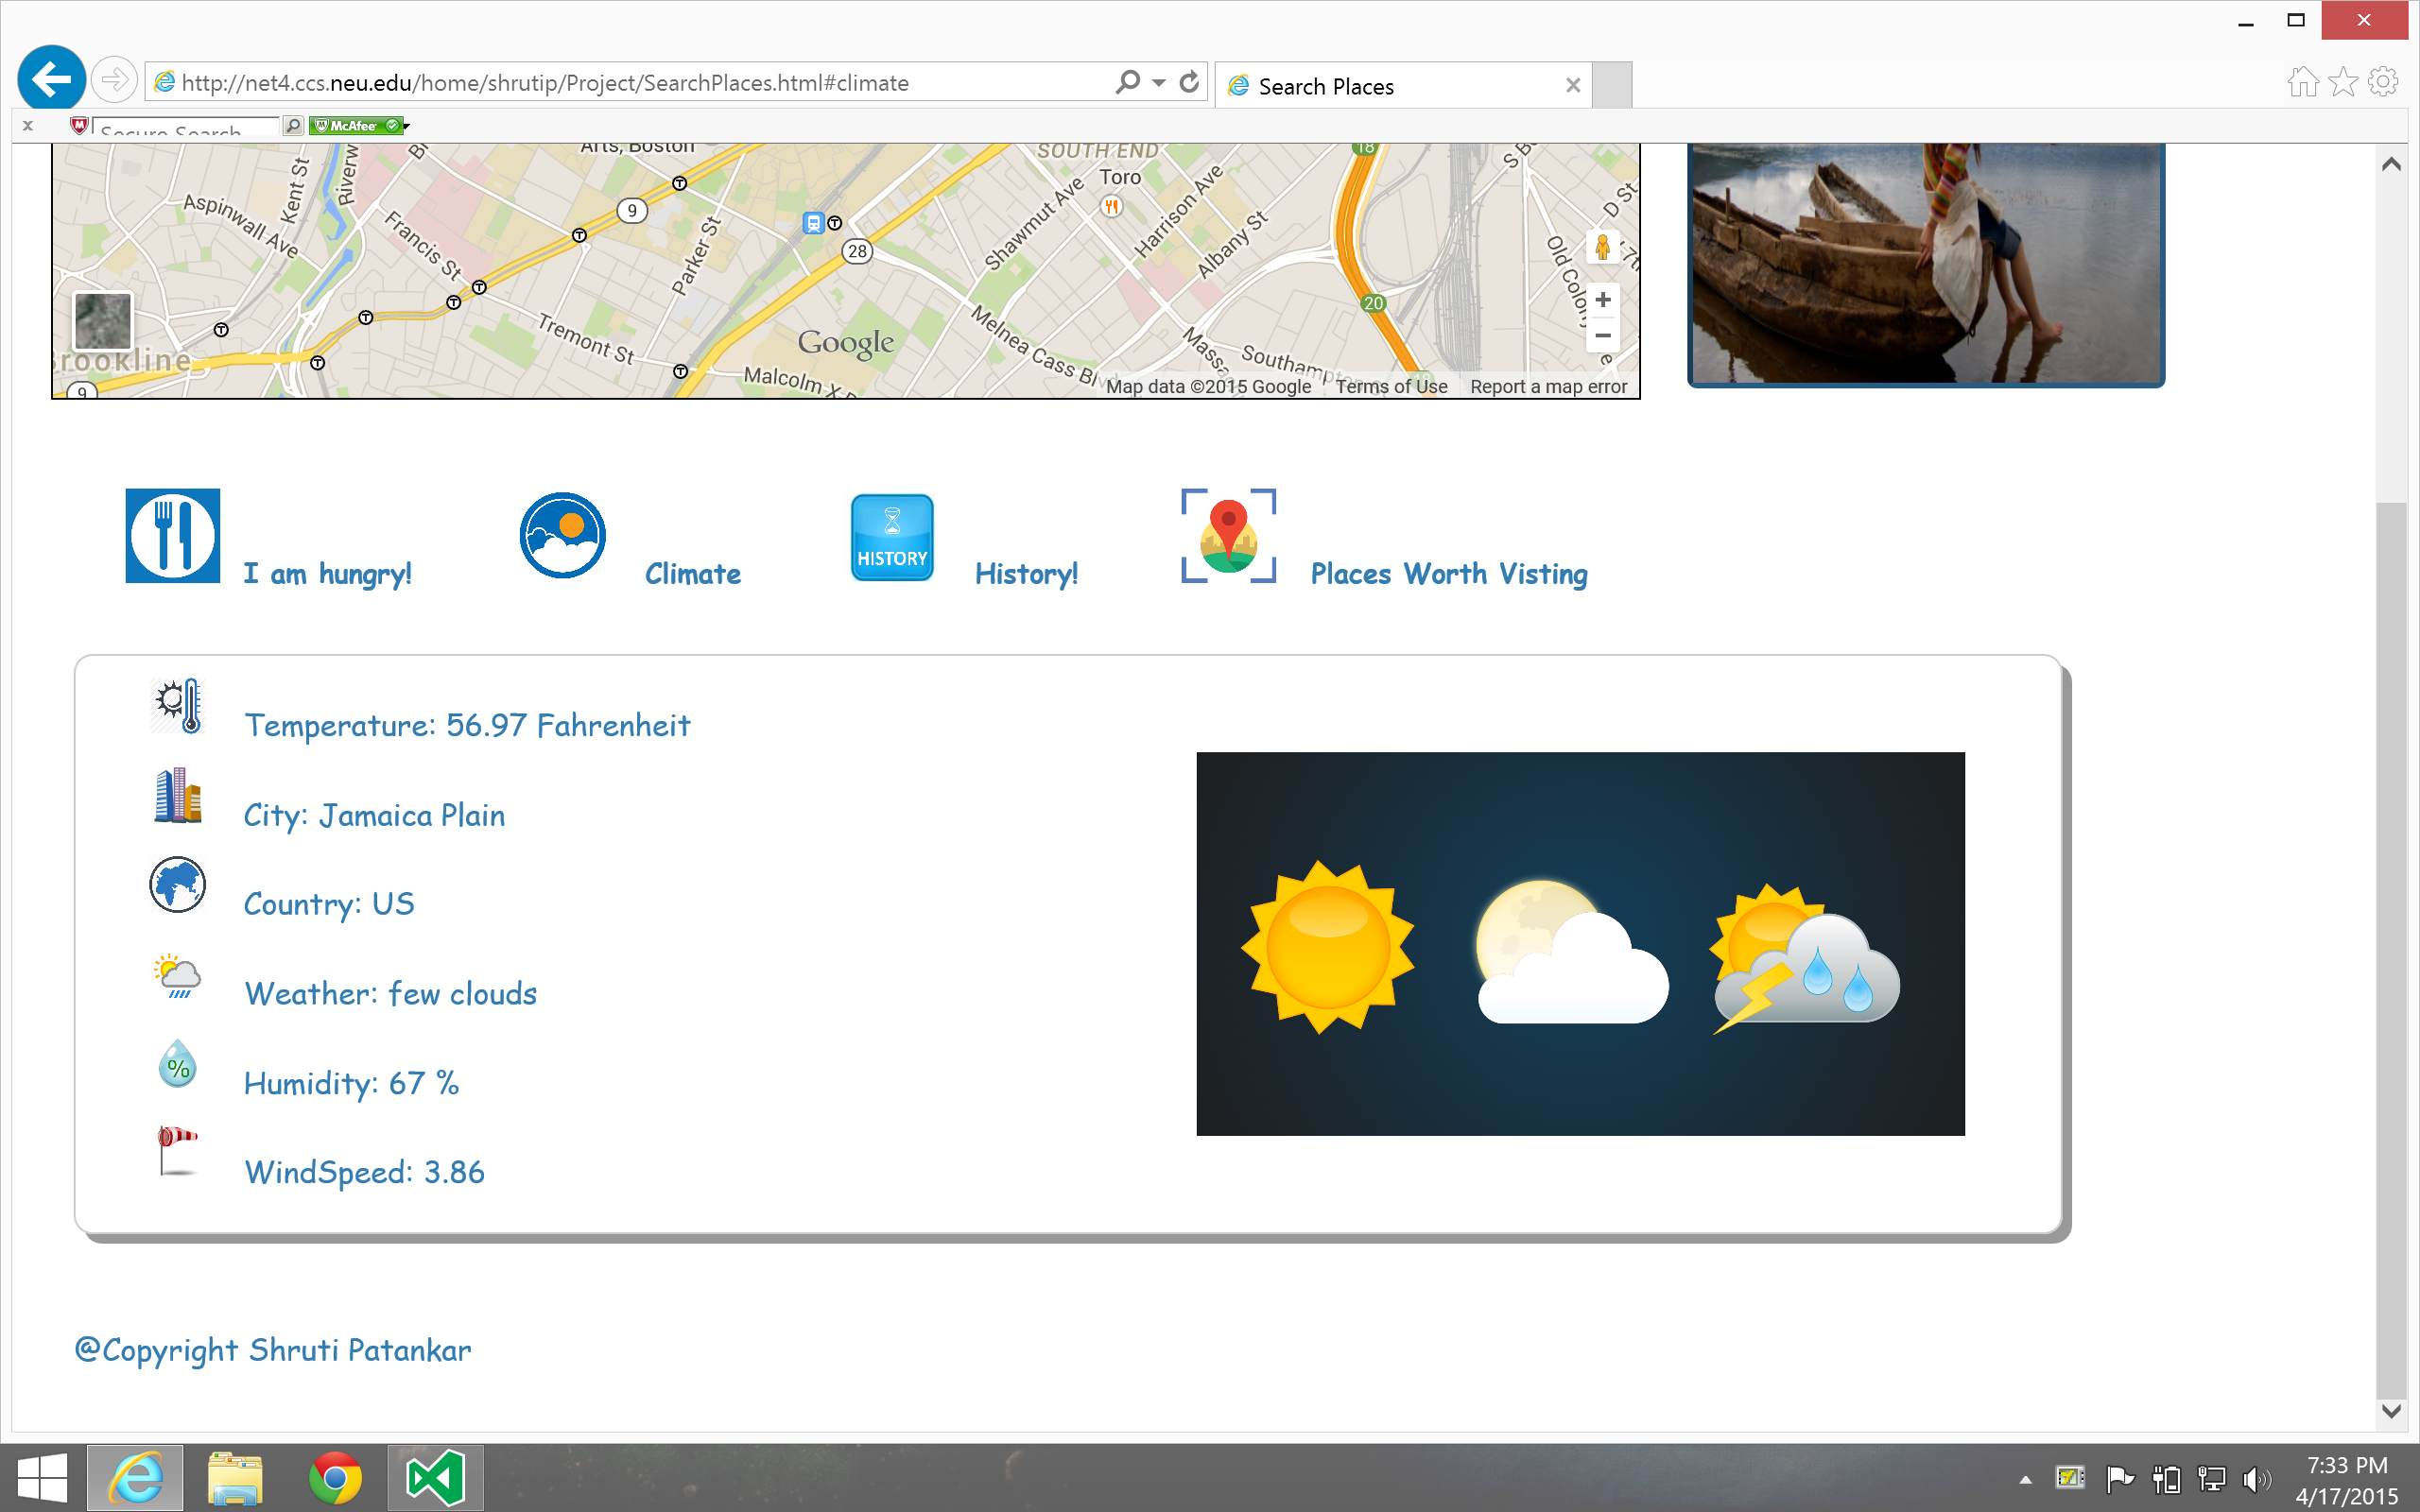 http://net4.ccs.neu.edu/home/shrutip/Project/SearchPlaces.html#climate
Search Places
Secure Search
McAfee
Arts, Boston
SOUTH END
Toro
18
Kent St
Riverw
Aspinwall Ave
Francis St
9
Parker St
28
Shawmut Ave
Harrison Ave
Albany St
D St
Old Colony
20
Tremont St
Google
Melnea Cass
Southampton
Brookline
9
Malcolm X
Map data ©2015 Google
Terms of Use
Report a map error
I am hungry!
Climate
HISTORY
History!
Places Worth Visting
Temperature: 56.97 Fahrenheit
City: Jamaica Plain
Country: US
Weather: few clouds
%
Humidity: 67 %
WindSpeed: 3.86
@Copyright Shruti Patankar
7:33 PM
4/17/2015